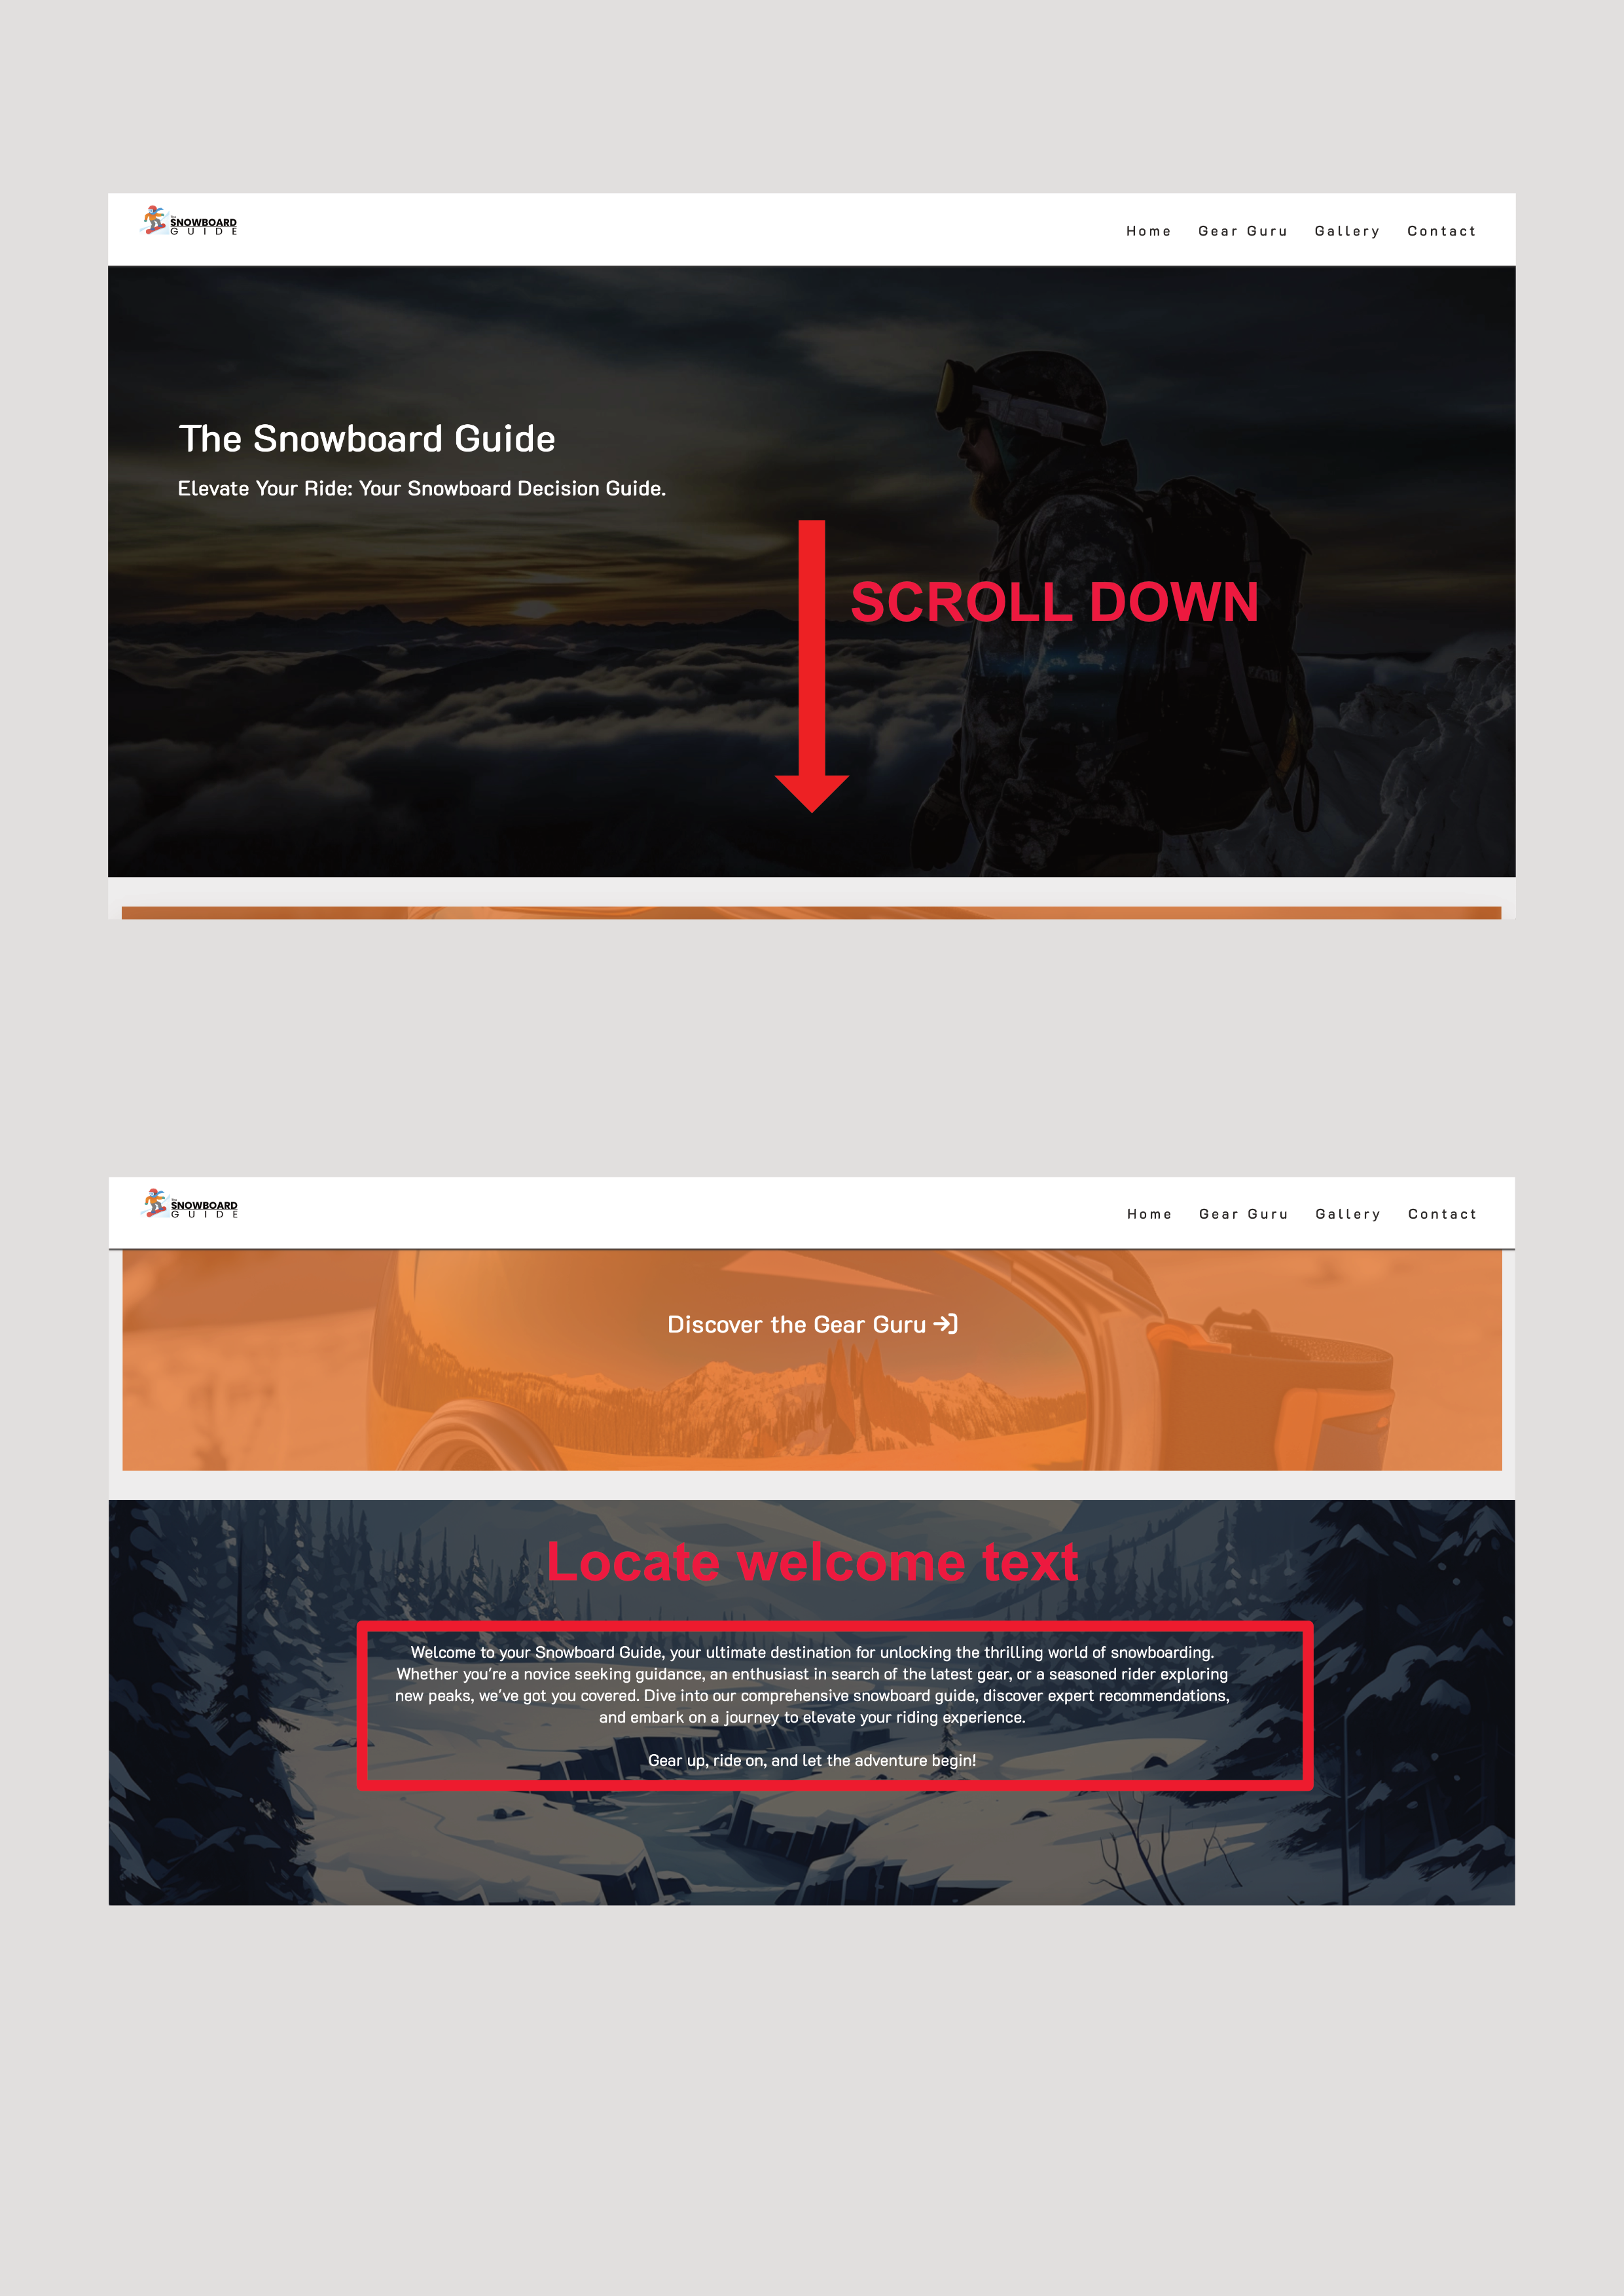 The
SNOWBOARD
GUIDE
Home Gear Guru Gallery Contact
The Snowboard Guide
Elevate Your Ride: Your Snowboard Decision Guide.
SCROLL DOWN
The
SNOWBOARD
GUIDE
Home Gear Guru Gallery Contact
Discover the Gear Guru
Locate welcome text
Welcome to your Snowboard Guide, your ultimate destination for unlocking the thrilling world of snowboarding.
Whether you're a novice seeking guidance, an enthusiast in search of the latest gear, or a seasoned rider exploring
new peaks, we've got you covered. Dive into our comprehensive snowboard guide, discover expert recommendations,
and embark on a journey to elevate your riding experience.
Gear up, ride on, and let the adventure begin!